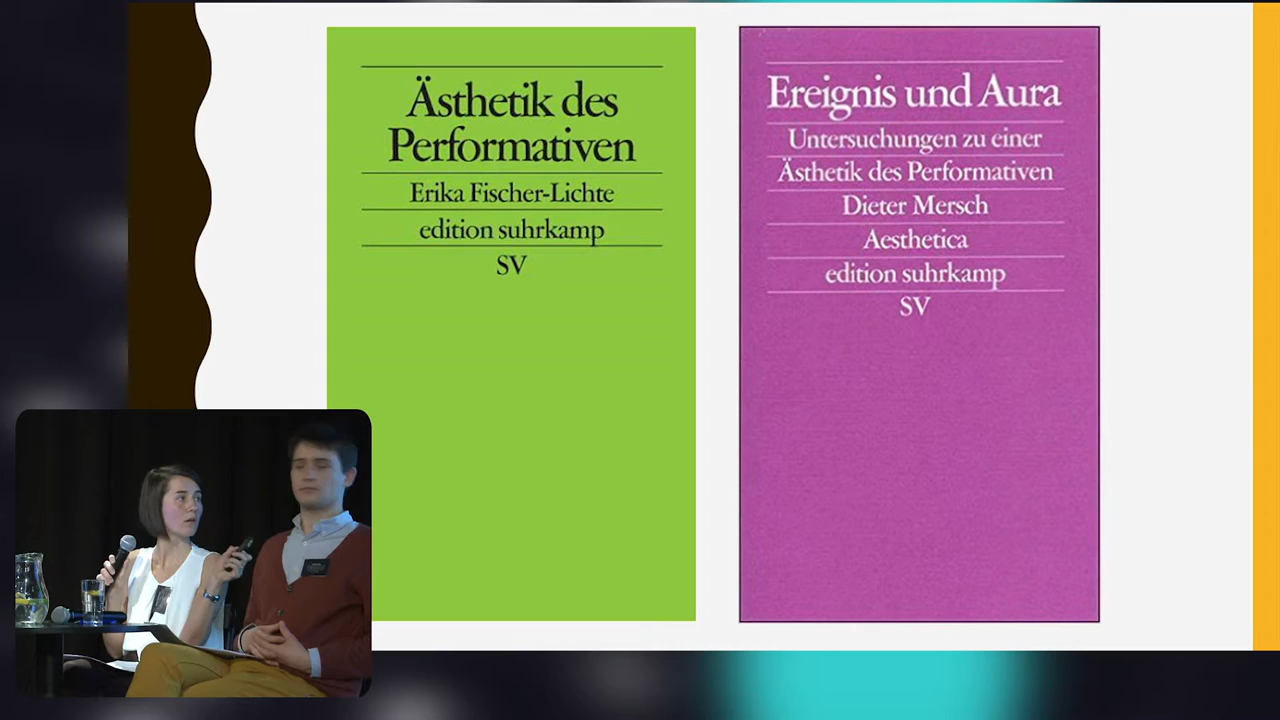 Ästhetik des
Performativen
Erika Fischer-Lichte
edition suhrkamp
SV
Ereignis und Aura
Untersuchungen zu einer
Ästhetik des Performativen
Dieter Mersch
Aesthetica
edition suhrkamp
SV